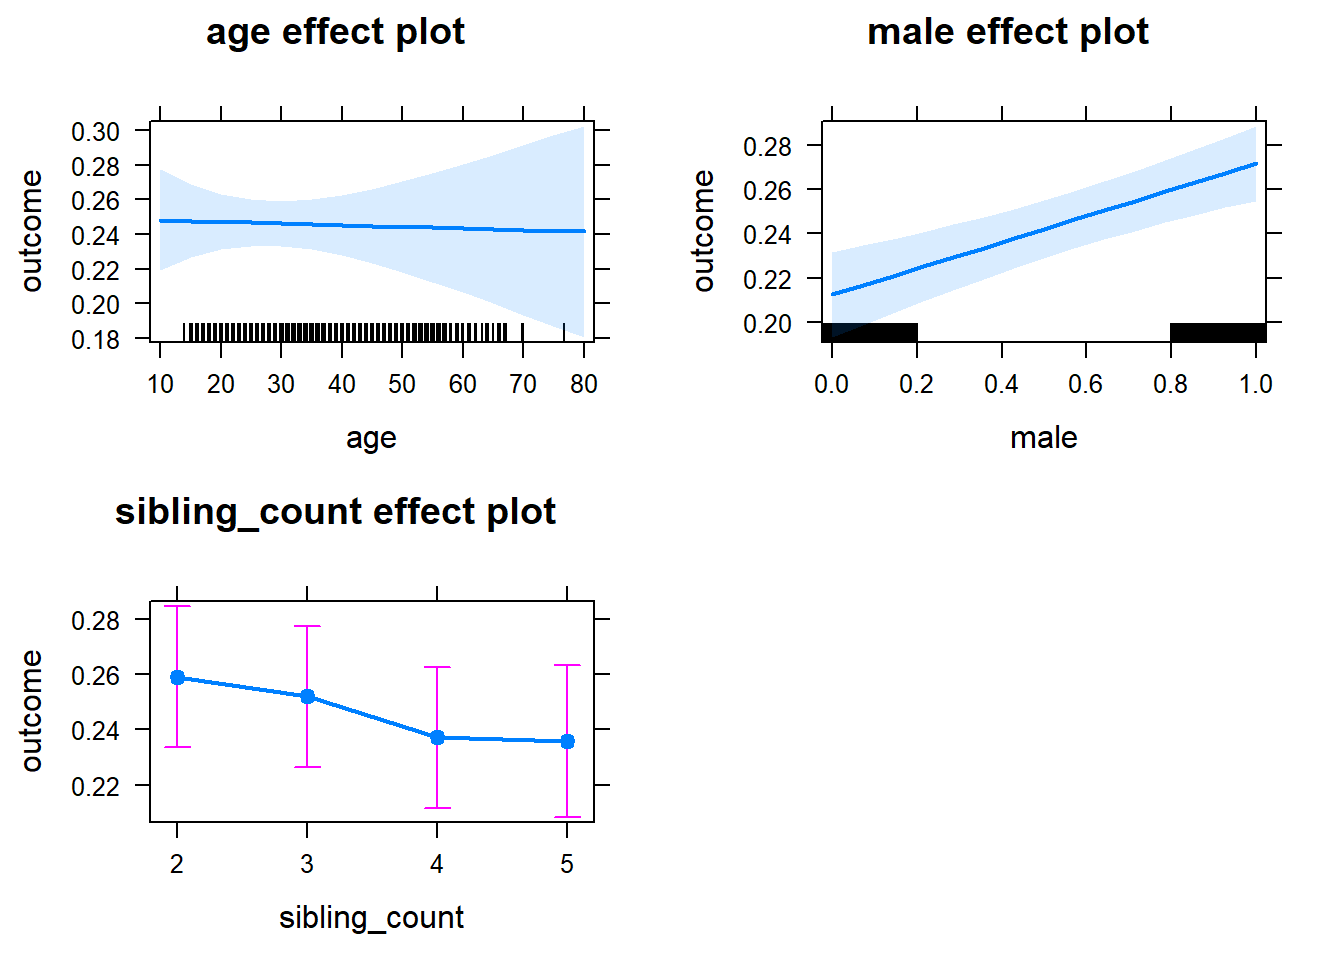 age effect plot
outcome
0.30
0.28
0.26
0.24
0.22
0.20
0.18
10 20 30 40 50 60 70 80
age
male effect plot
outcome
0.28
0.26
0.24
0.22
0.20
0.0 0.2 0.4 0.6 0.8 1.0
male
sibling_count effect plot
outcome
0.28
0.26
0.24
0.22
2 3 4 5
sibling_count